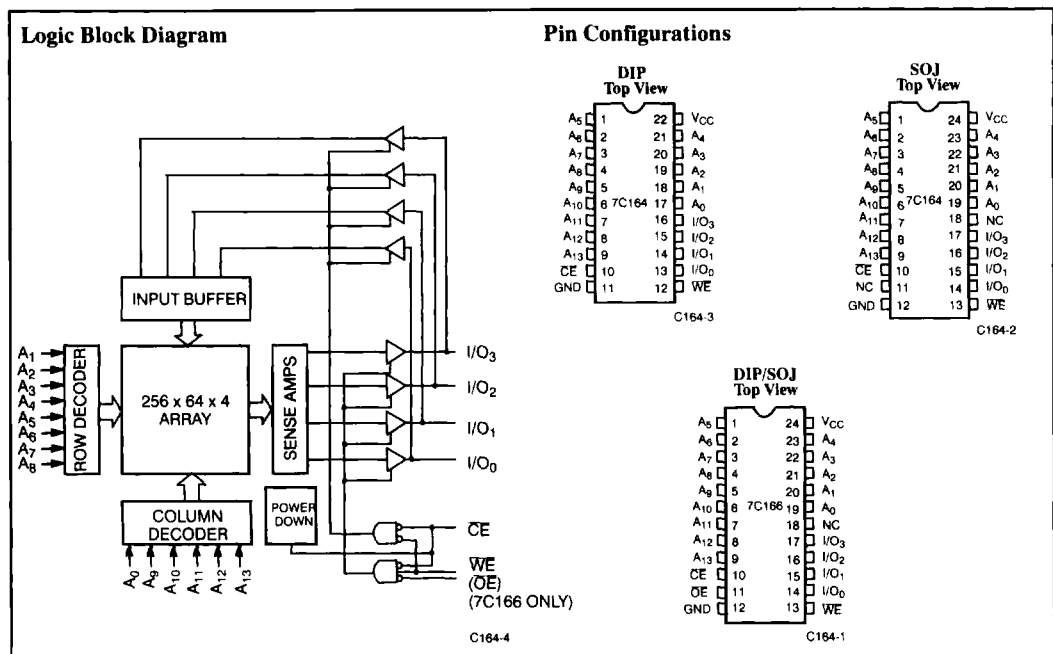 Logic Block Diagram
INPUT BUFFER
A1
A2
A3
A4
A5
A6
A7
A8
ROW DECODER
256 x 64 x 4
ARRAY
SENSE AMPS
I/O3
I/O2
I/O1
I/O0
COLUMN
DECODER
A0
A9
A10
A11
A12
A13
POWER
DOWN
CE
WE
(OE)
(7C166 ONLY)
C164-4
Pin Configurations
DIP
Top View
A5 1 22 VCC
A6 2 21 A4
A7 3 20 A3
A8 4 19 A2
A9 5 18 A1
A10 6 7C164 17 A0
A11 7 16 I/O3
A12 8 15 I/O2
A13 9 14 I/O1
CE 10 13 I/O0
GND 11 12 WE
C164-3
SOJ
Top View
A5 1 24 VCC
A6 2 23 A4
A7 3 22 A3
A8 4 21 A2
A9 5 20 A1
A10 6 7C164 19 A0
A11 7 18 NC
A12 8 17 I/O3
A13 9 16 I/O2
CE 10 15 I/O1
NC 11 14 I/O0
GND 12 13 WE
C164-2
DIP/SOJ
Top View
A5 1 24 VCC
A6 2 23 A4
A7 3 22 A3
A8 4 21 A2
A9 5 20 A1
A10 6 7C166 19 A0
A11 7 18 NC
A12 8 17 I/O3
A13 9 16 I/O2
CE 10 15 I/O1
OE 11 14 I/O0
GND 12 13 WE
C164-1